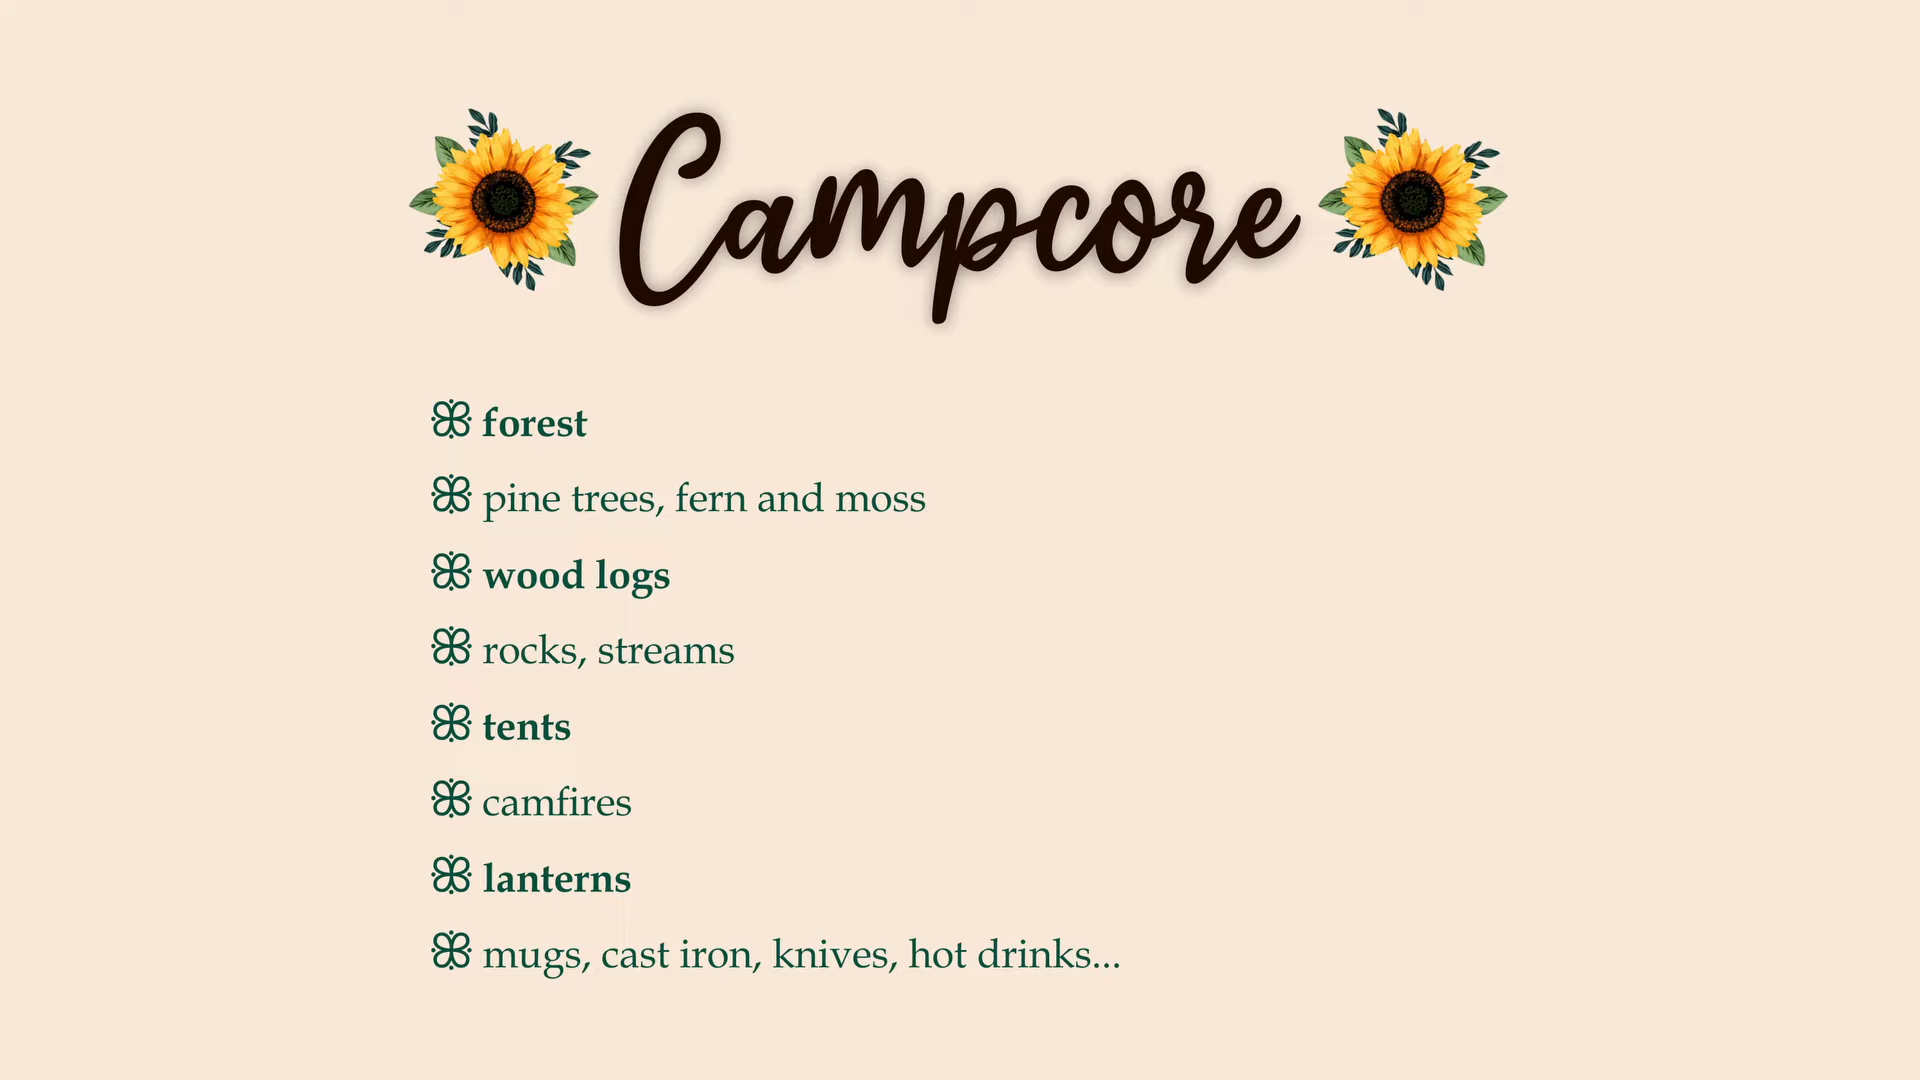 Campcore
forest
pine trees, fern and moss
wood logs
rocks, streams
tents
camfires
lanterns
mugs, cast iron, knives, hot drinks...